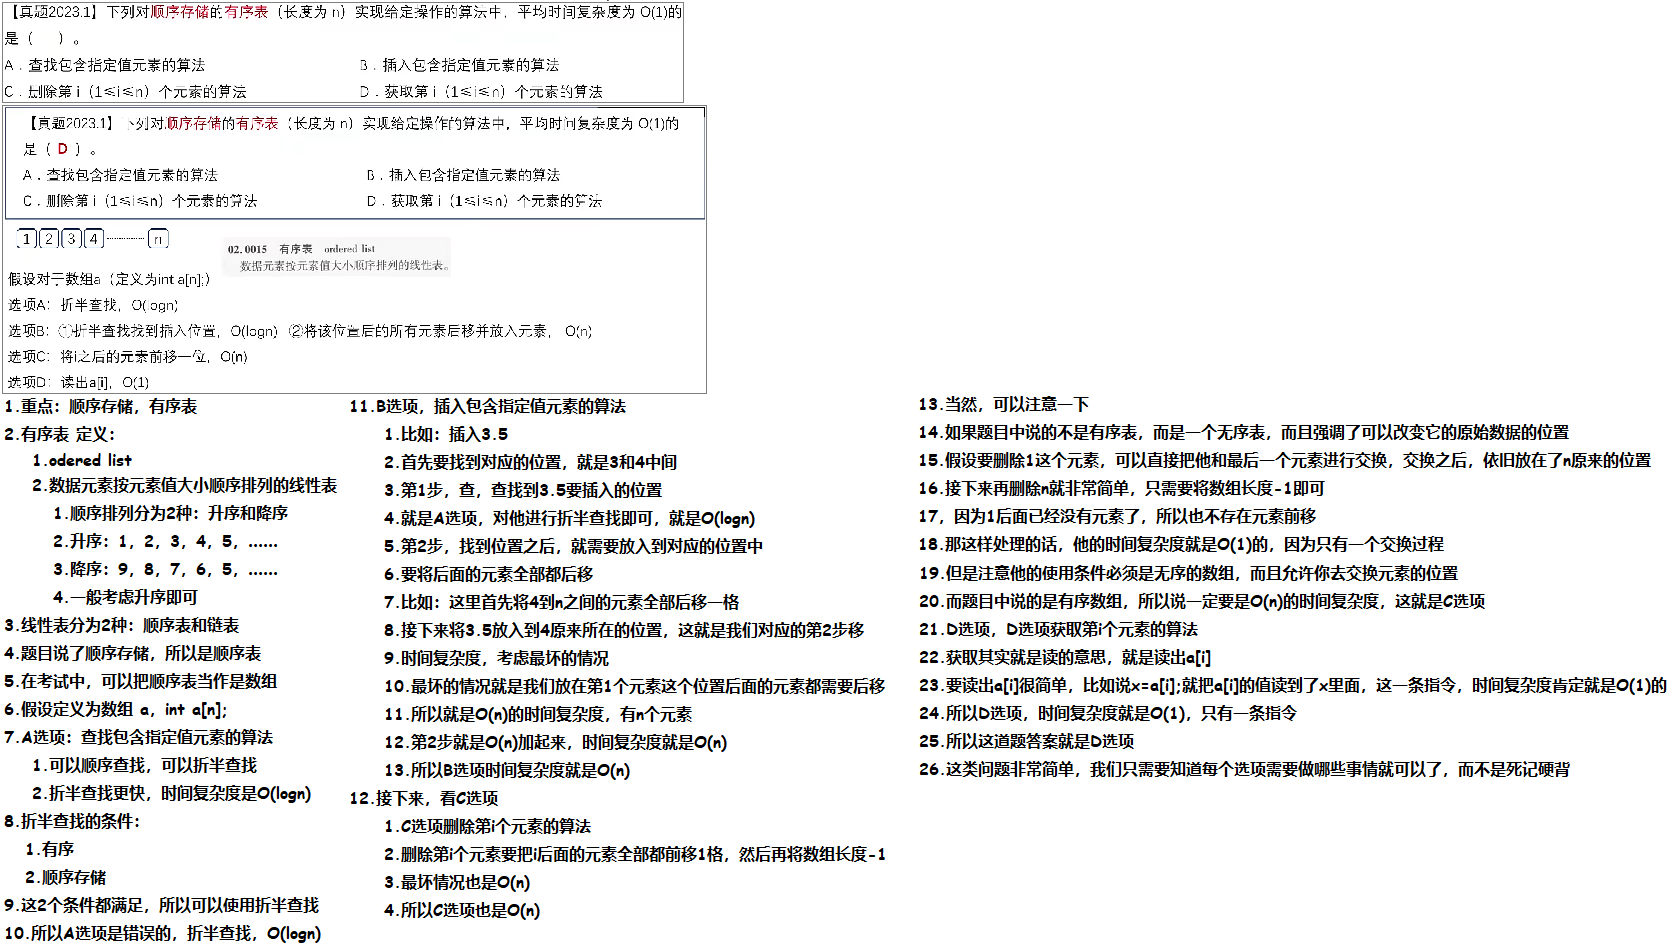 【真题2023.1】下列对顺序存储的有序表（长度为 n）实现给定操作的算法中，平均时间复杂度为 O(1)的
是（　）。
A．查找包含指定值元素的算法 B．插入包含指定值元素的算法
C．删除第 i（1≤i≤n）个元素的算法 D．获取第 i（1≤i≤n）个元素的算法
【真题2023.1】下列对顺序存储的有序表（长度为 n）实现给定操作的算法中，平均时间复杂度为 O(1)的
是（ D ）。
A．查找包含指定值元素的算法 B．插入包含指定值元素的算法
C．删除第 i（1≤i≤n）个元素的算法 D．获取第 i（1≤i≤n）个元素的算法
1 2 3 4 ············ n
02.0015 有序表 ordered list
数据元素按元素值大小顺序排列的线性表。
假设对于数组a（定义为int a[n];）
选项A：折半查找，O(logn)
选项B：①折半查找找到插入位置，O(logn) ②将该位置后的所有元素后移并放入元素， O(n)
选项C：将i之后的元素前移一位，O(n)
选项D：读出a[i]，O(1)
1.重点：顺序存储，有序表
2.有序表 定义：
1.odered list
2.数据元素按元素值大小顺序排列的线性表
1.顺序排列分为2种：升序和降序
2.升序：1，2，3，4，5，......
3.降序：9，8，7，6，5，......
4.一般考虑升序即可
3.线性表分为2种：顺序表和链表
4.题目说了顺序存储，所以是顺序表
5.在考试中，可以把顺序表当作是数组
6.假设定义为数组 a，int a[n];
7.A选项：查找包含指定值元素的算法
1.可以顺序查找，可以折半查找
2.折半查找更快，时间复杂度是O(logn)
8.折半查找的条件：
1.有序
2.顺序存储
9.这2个条件都满足，所以可以使用折半查找
10.所以A选项是错误的，折半查找，O(logn)
11.B选项，插入包含指定值元素的算法
1.比如：插入3.5
2.首先要找到对应的位置，就是3和4中间
3.第1步，查，查找到3.5要插入的位置
4.就是A选项，对他进行折半查找即可，就是O(logn)
5.第2步，找到位置之后，就需要放入到对应的位置中
6.要将后面的元素全部都后移
7.比如：这里首先将4到n之间的元素全部后移一格
8.接下来将3.5放入到4原来所在的位置，这就是我们对应的第2步移
9.时间复杂度，考虑最坏的情况
10.最坏的情况就是我们放在第1个元素这个位置后面的元素都需要后移
11.所以就是O(n)的时间复杂度，有n个元素
12.第2步就是O(n)加起来，时间复杂度就是O(n)
13.所以B选项时间复杂度就是O(n)
12.接下来，看C选项
1.C选项删除第i个元素的算法
2.删除第i个元素要把i后面的元素全部都前移1格，然后再将数组长度-1
3.最坏情况也是O(n)
4.所以C选项也是O(n)
13.当然，可以注意一下
14.如果题目中说的不是有序表，而是一个无序表，而且强调了可以改变它的原始数据的位置
15.假设要删除1这个元素，可以直接把他和最后一个元素进行交换，交换之后，依旧放在了n原来的位置
16.接下来再删除n就非常简单，只需要将数组长度-1即可
17，因为1后面已经没有元素了，所以也不存在元素前移
18.那这样处理的话，他的时间复杂度就是O(1)的，因为只有一个交换过程
19.但是注意他的使用条件必须是无序的数组，而且允许你去交换元素的位置
20.而题目中说的是有序数组，所以说一定要是O(n)的时间复杂度，这就是C选项
21.D选项，D选项获取第i个元素的算法
22.获取其实就是读的意思，就是读出a[i]
23.要读出a[i]很简单，比如说x=a[i];就把a[i]的值读到了x里面，这一条指令，时间复杂度肯定就是O(1)的
24.所以D选项，时间复杂度就是O(1)，只有一条指令
25.所以这道题答案就是D选项
26.这类问题非常简单，我们只需要知道每个选项需要做哪些事情就可以了，而不是死记硬背